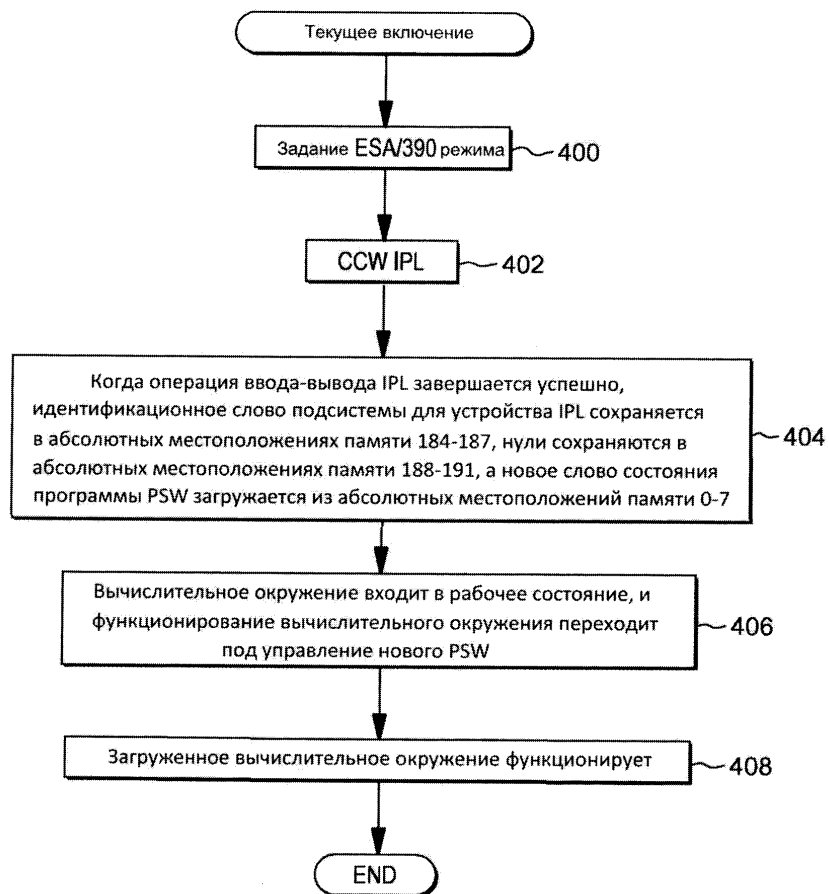 Текущее включение
Задание ESA/390 режима
400
CCW IPL
402
Когда операция ввода-вывода IPL завершается успешно,
идентификационное слово подсистемы для устройства IPL сохраняется
в абсолютных местоположениях памяти 184-187, нули сохраняются в
абсолютных местоположениях памяти 188-191, а новое слово состояния
программы PSW загружается из абсолютных местоположений памяти 0-7
404
Вычислительное окружение входит в рабочее состояние, и
функционирование вычислительного окружения переходит
под управление нового PSW
406
Загруженное вычислительное окружение функционирует
408
END